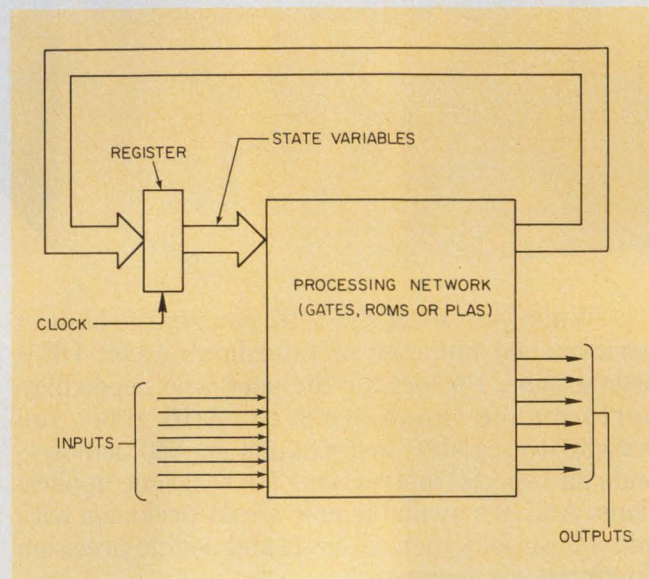 STATE VARIABLES
REGISTER
PROCESSING NETWORK
(GATES, ROMS OR PLAS)
CLOCK
INPUTS
OUTPUTS